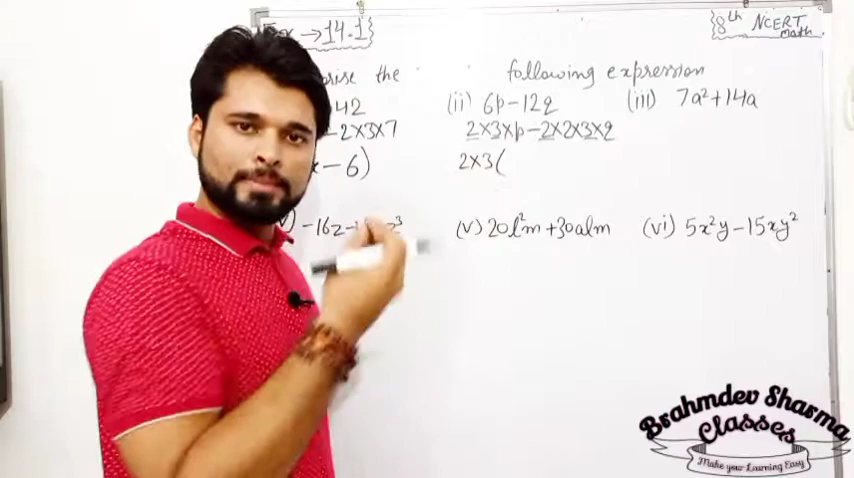 Ex → 14.1
8th NCERT
Math
the following expression
42 (ii) 6p-12q (iii) 7a²+14a
-2×3×7 2×3×p-2×2×3×q
x-6) 2×3(
(v) 20l²m+30alm (vi) 5x²y-15xy²
-16z
Brahmdev Sharma
Classes
Make your Learning Easy